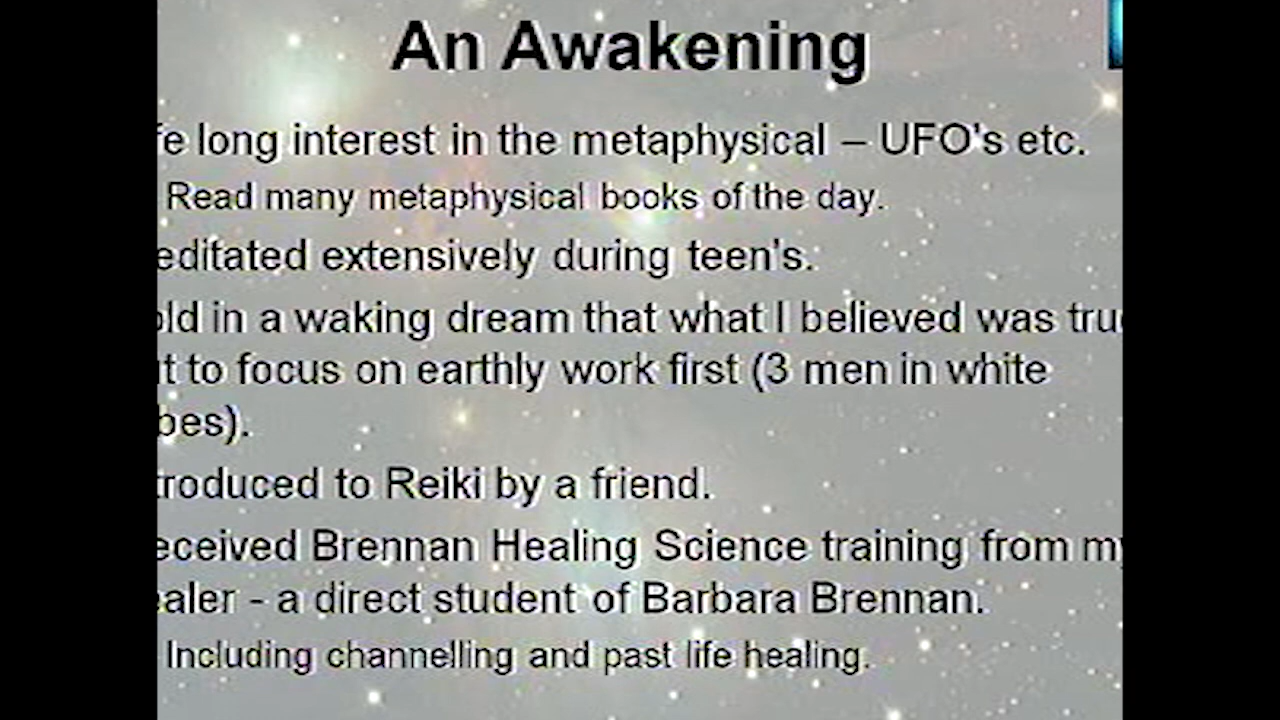 An Awakening
fe long interest in the metaphysical – UFO's etc.
Read many metaphysical books of the day.
editated extensively during teen's.
old in a waking dream that what I believed was tru
t to focus on earthly work first (3 men in white
bes).
troduced to Reiki by a friend.
eceived Brennan Healing Science training from my
ealer - a direct student of Barbara Brennan.
Including channelling and past life healing.